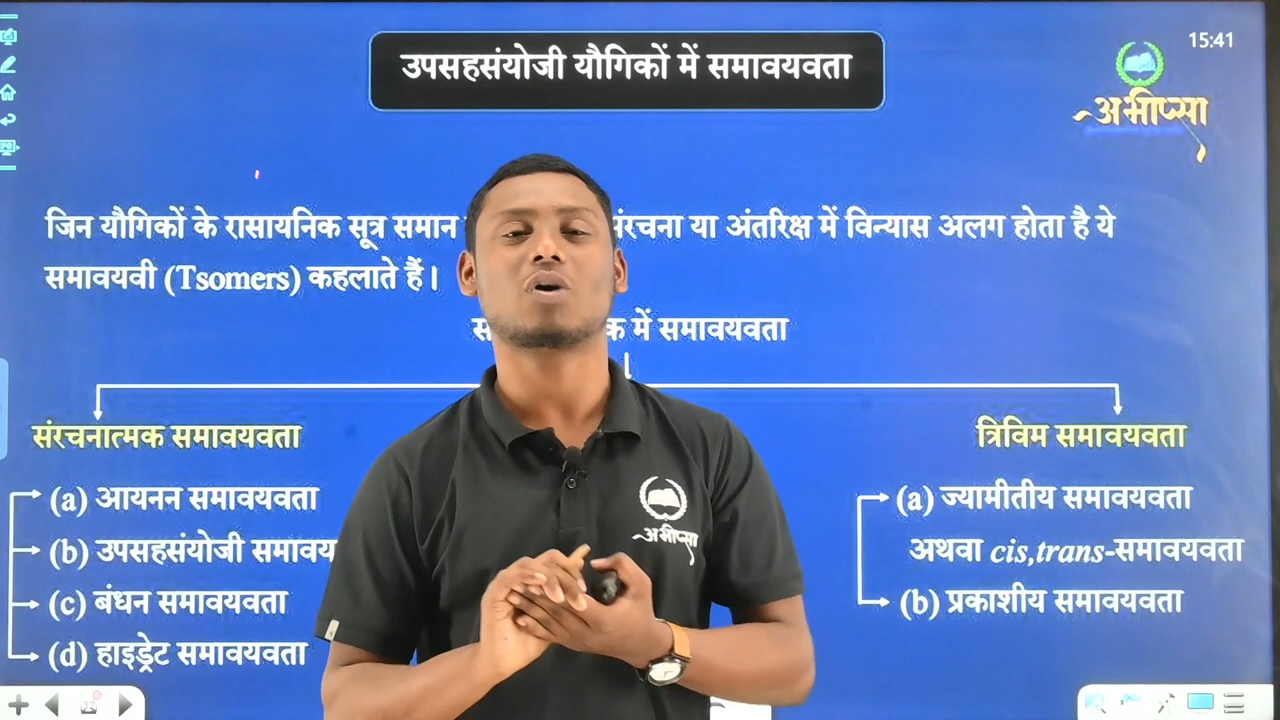 15:41
उपसहसंयोजी यौगिकों में समावयवता
अभीप्सा
जिन यौगिकों के रासायनिक सूत्र समान संरचना या अंतरिक्ष में विन्यास अलग होता है ये
समावयवी (Tsomers) कहलाते हैं।
में समावयवता
संरचनात्मक समावयवता
त्रिविम समावयवता
(a) आयनन समावयवता
(b) उपसहसंयोजी समावय
(c) बंधन समावयवता
(d) हाइड्रेट समावयवता
(a) ज्यामीतीय समावयवता
अथवा cis,trans-समावयवता
(b) प्रकाशीय समावयवता
अभीप्सा